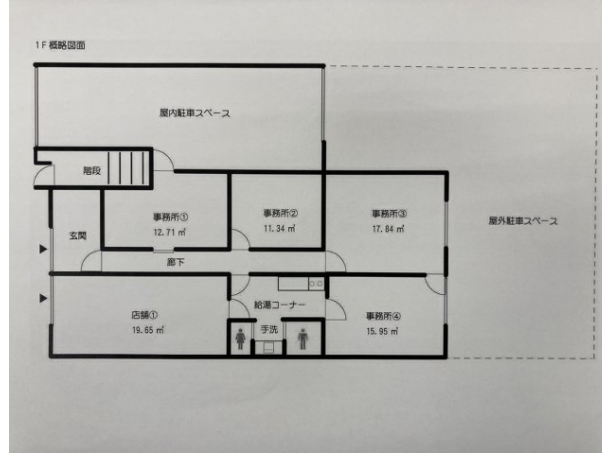 1F概略図面
屋内駐車スペース
階段
事務所①
12.71 ㎡
事務所②
11.34 ㎡
事務所③
17.84 ㎡
屋外駐車スペース
玄関
廊下
店舗①
19.65 ㎡
給湯コーナー
手洗
事務所④
15.95 ㎡